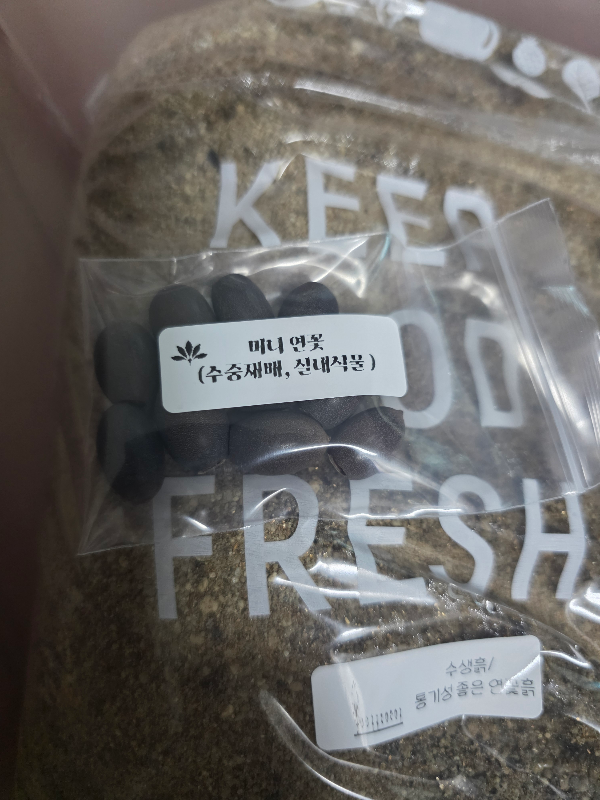 KEEP
FOOD
FRESH
미니 연꽃
(수중재배, 실내식물)
수생흙/
통기성 좋은 연꽃흙